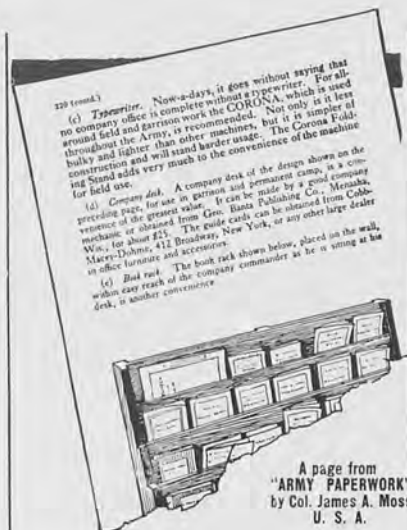 220 (contd.)
(c) Typewriter. Now-a-days, it goes without saying that
no company office is complete without a typewriter. For all-
around field and garrison work the CORONA, which is used
throughout the Army, is recommended. Not only is it less
bulky and lighter than other machines, but it is simpler of
construction and will stand harder usage. The Corona Fold-
ing Stand adds very much to the convenience of the machine
for field use.
(d) Company desk. A company desk of the design shown on the
preceding page, for use in garrison and permanent camp, is a con-
venience of the greatest value. It can be made by a good company
mechanic or obtained from Geo. Banta Publishing Co., Menasha,
Wis., for about $25. The guide cards can be obtained from Cobb-
Macey-Dohme, 412 Broadway, New York, or any other large dealer
in office furniture and accessories.
(e) Book rack. The book rack shown below, placed on the wall,
within easy reach of the company commander as he is sitting at his
desk, is another convenience
A page from
"ARMY PAPERWORK"
by Col. James A. Moss
U. S. A.